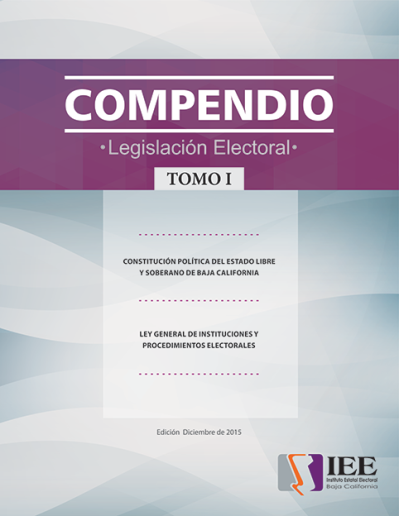 COMPENDIO
•Legislación Electoral•
TOMO I
CONSTITUCIÓN POLÍTICA DEL ESTADO LIBRE
Y SOBERANO DE BAJA CALIFORNIA
LEY GENERAL DE INSTITUCIONES Y
PROCEDIMIENTOS ELECTORALES
Edición Diciembre de 2015
IEE
Instituto Estatal Electoral
Baja California